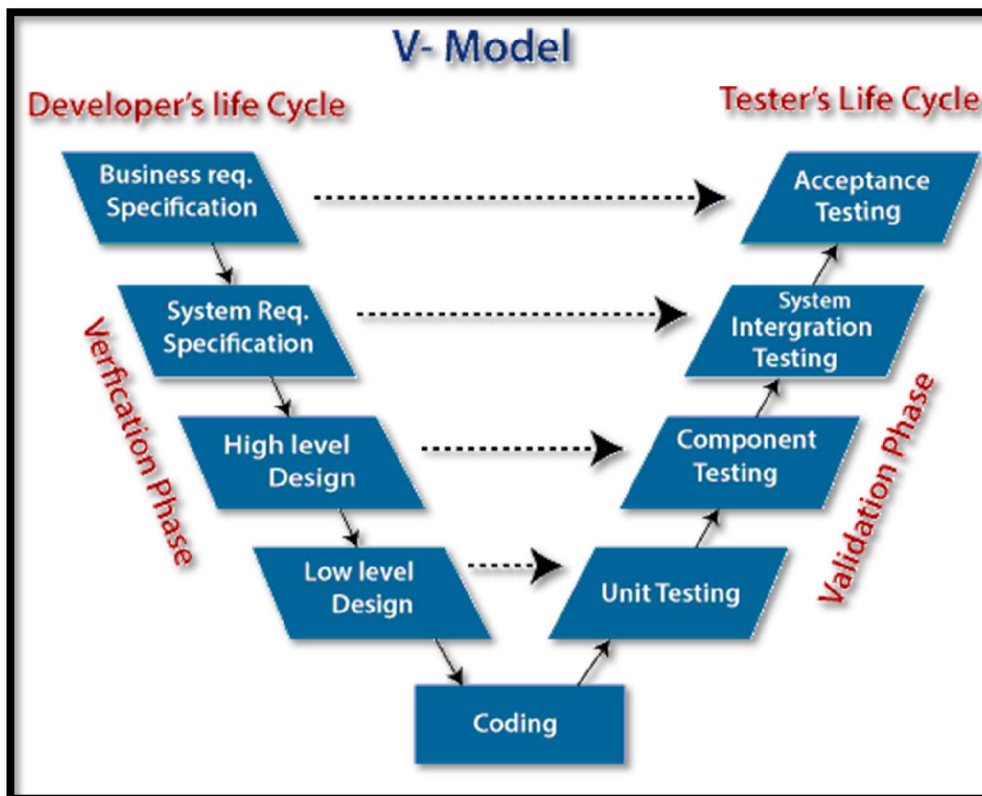 V- Model
Developer's life Cycle
Tester's Life Cycle
Business req.
Specification
Acceptance
Testing
System Req.
Specification
System
Intergration
Testing
Verfication Phase
High level
Design
Component
Testing
Validation Phase
Low level
Design
Unit Testing
Coding